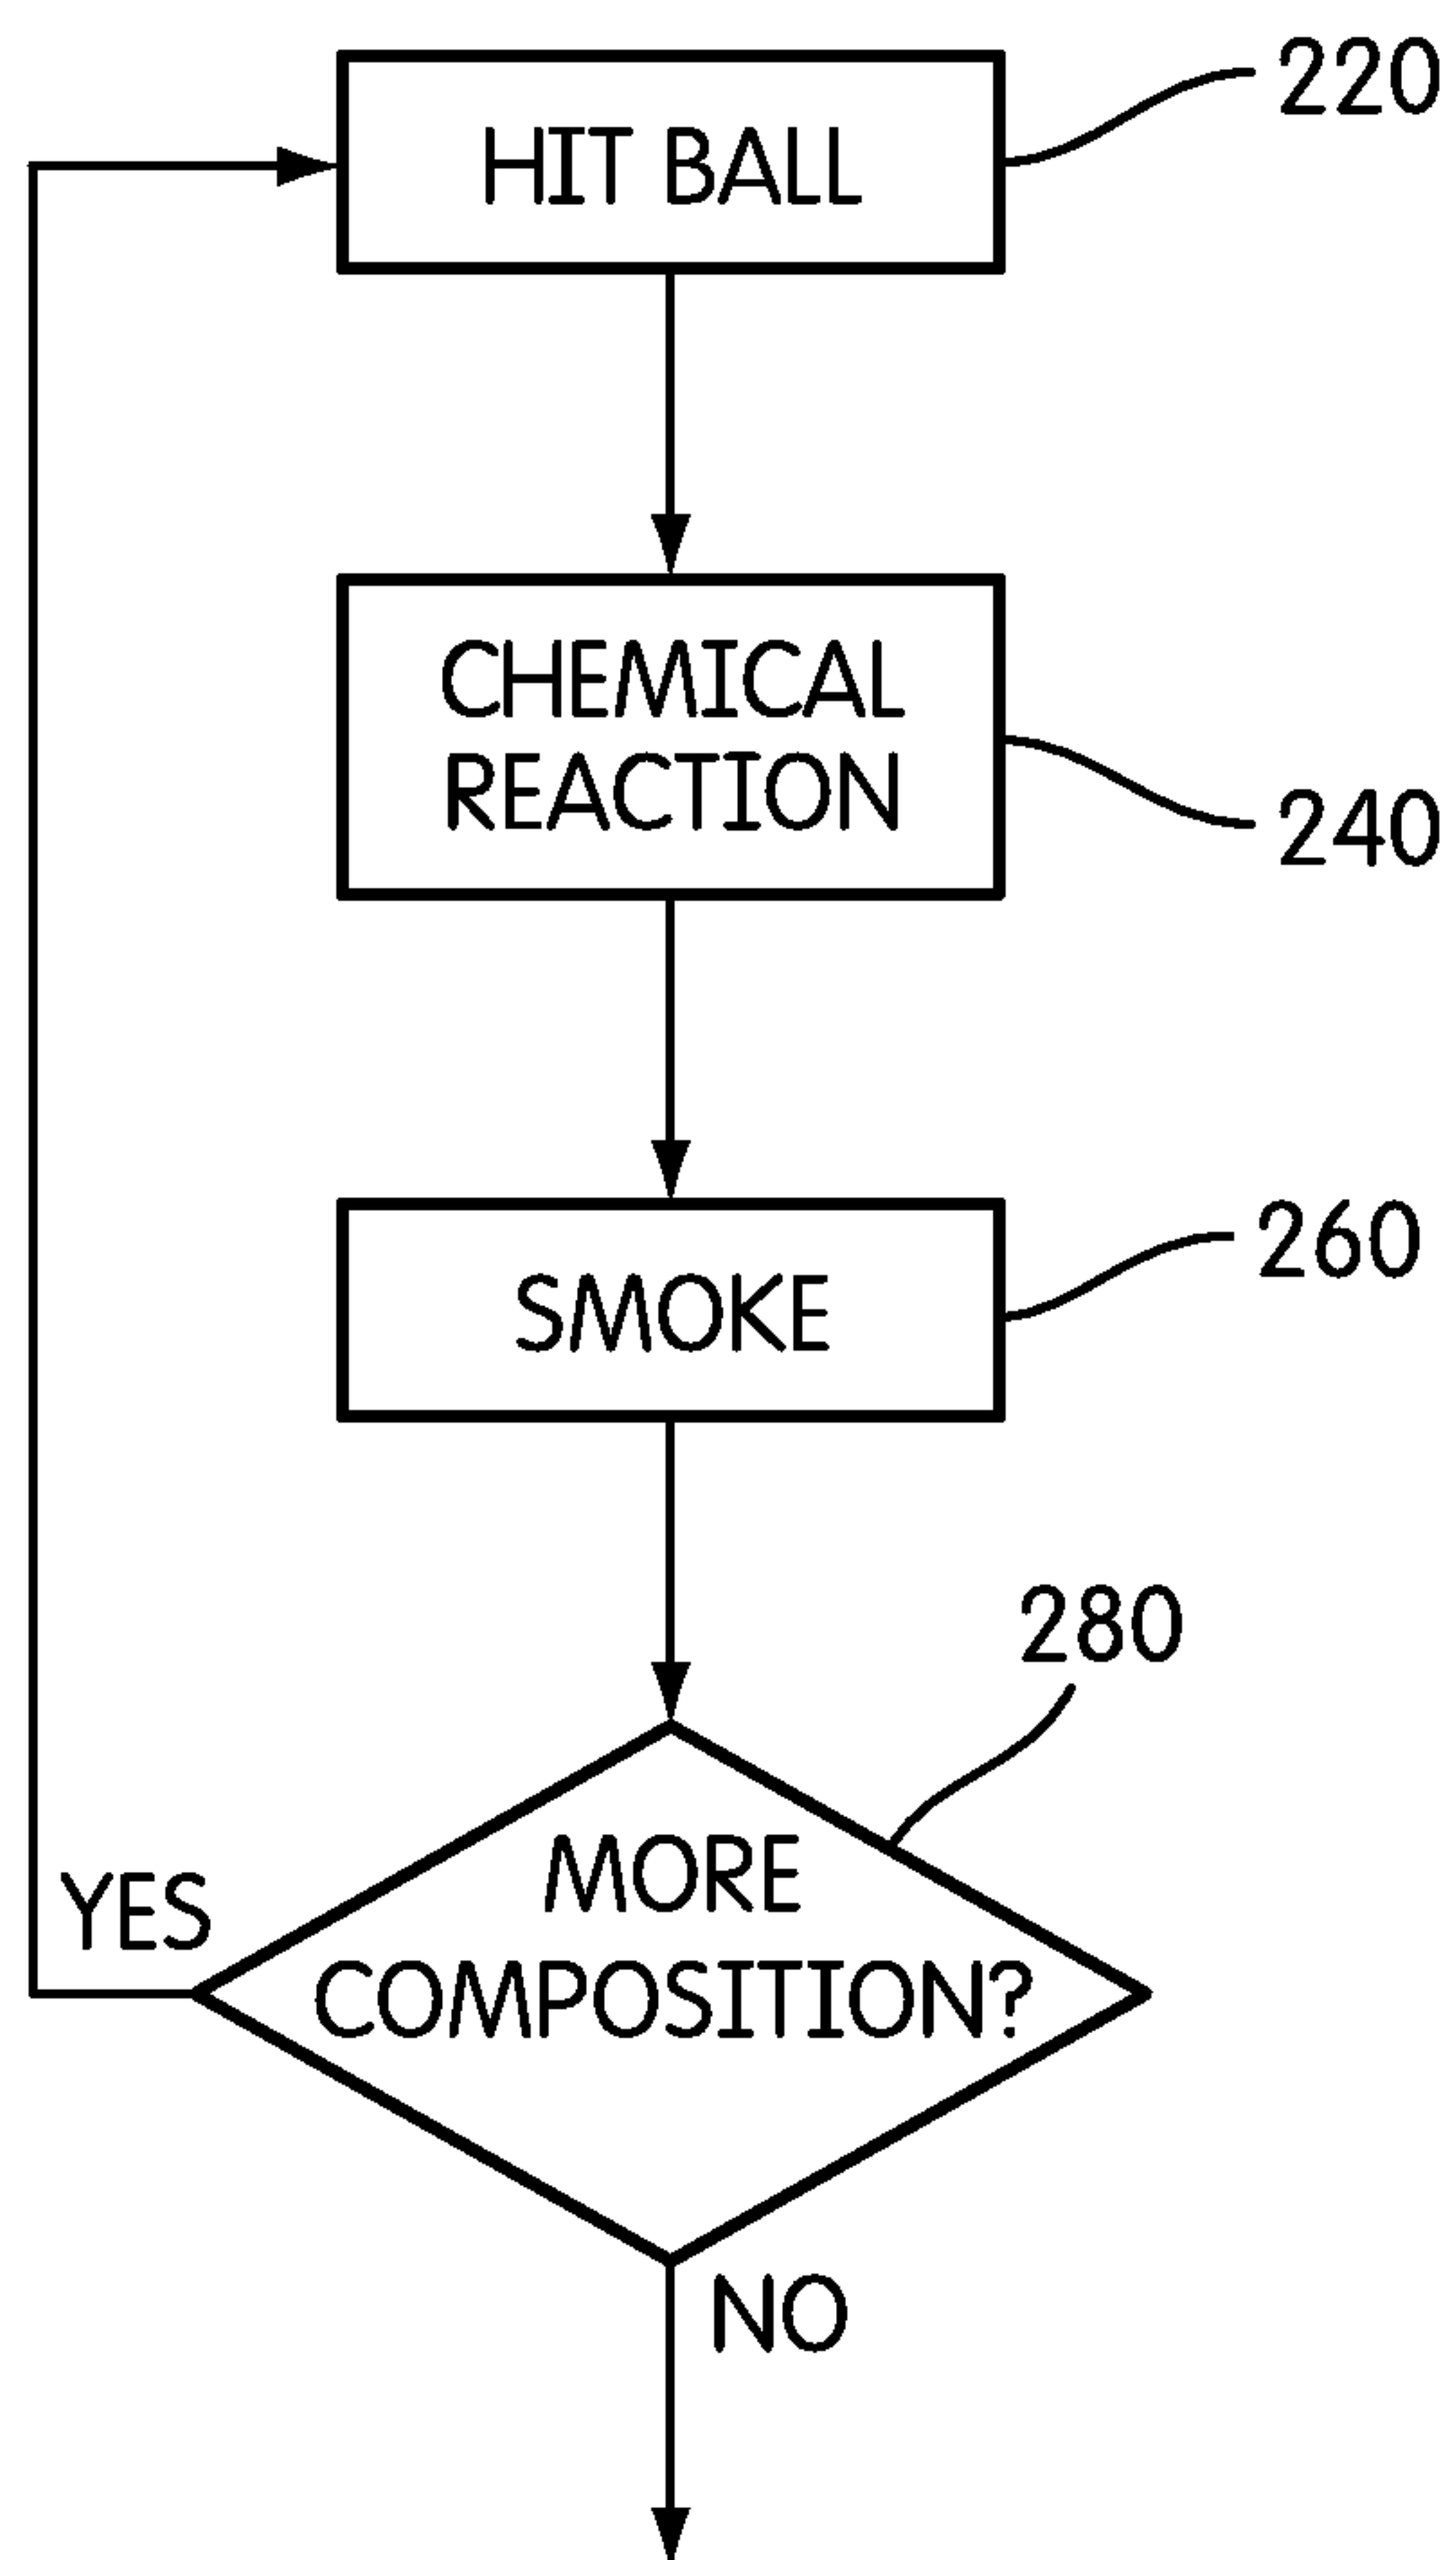 220
HIT BALL
CHEMICAL
REACTION
240
260
SMOKE
280
MORE
COMPOSITION?
YES
NO